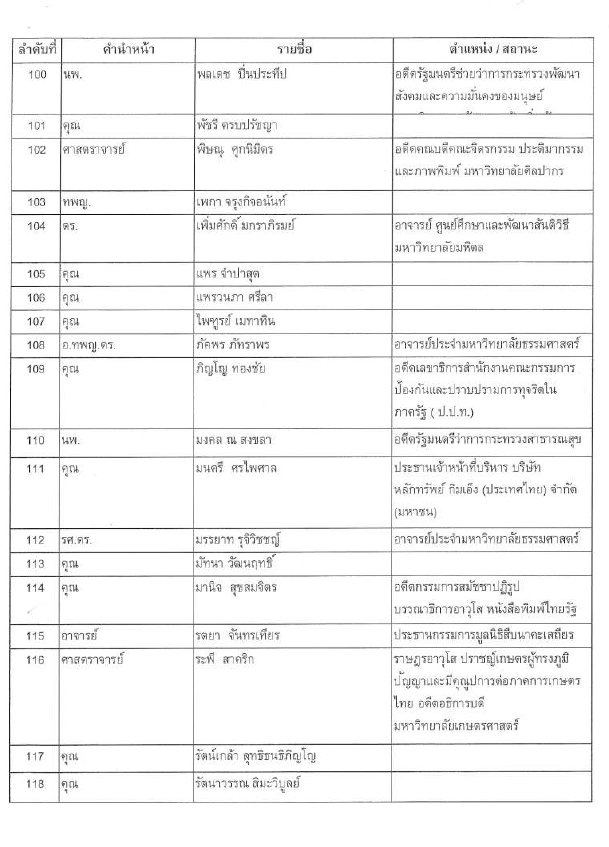 ลำดับที่ คำนำหน้า รายชื่อ ตำแหน่ง / สถานะ
100 นพ. พลเดช ปิ่นประทีป อดีตรัฐมนตรีช่วยว่าการกระทรวงพัฒนา
สังคมและความมั่นคงของมนุษย์
101 คุณ พัชรี ครบปรัชญา
102 ศาสตราจารย์ พิษณุ ศุภนิมิตร อดีตคณบดีคณะจิตรกรรม ประติมากรรม
และภาพพิมพ์ มหาวิทยาลัยศิลปากร
103 ทพญ. เพกา จรุงกิจอนันท์
104 ดร. เพิ่มศักดิ์ มกราภิรมย์ อาจารย์ ศูนย์ศึกษาและพัฒนาสันติวิธี
มหาวิทยาลัยมหิดล
105 คุณ แพร จำปาสุต
106 คุณ แพรวนภา ศรีลา
107 คุณ ไพฑูรย์ เมทาทิน
108 อ.ทพญ.ดร. ภัคพร ภัทราพร อาจารย์ประจำมหาวิทยาลัยธรรมศาสตร์
109 คุณ ภิญโญ ทองชัย อดีตเลขาธิการสำนักงานคณะกรรมการ
ป้องกันและปราบปรามการทุจริตใน
ภาครัฐ ( ป.ป.ท.)
110 นพ. มงคล ณ สงขลา อดีตรัฐมนตรีว่าการกระทรวงสาธารณสุข
111 คุณ มนตรี ศรไพศาล ประธานเจ้าหน้าที่บริหาร บริษัท
หลักทรัพย์ กิมเอ็ง (ประเทศไทย) จำกัด
(มหาชน)
112 รศ.ดร. มรรยาท รุจิวิชชญ์ อาจารย์ประจำมหาวิทยาลัยธรรมศาสตร์
113 คุณ มัทนา วัฒนฤทธิ์
114 คุณ มานิจ สุขสมจิตร อดีตกรรมการสมัชชาปฏิรูป
บรรณาธิการอาวุโส หนังสือพิมพ์ไทยรัฐ
115 อาจารย์ รตยา จันทรเทียร ประธานกรรมการมูลนิธิสืบนาคะเสถียร
116 ศาสตราจารย์ ระพี สาคริก ราษฎรอาวุโส ปราชญ์เกษตรผู้ทรงภูมิ
ปัญญาและมีคุณูปการต่อภาคการเกษตร
ไทย อดีตอธิการบดี
มหาวิทยาลัยเกษตรศาสตร์
117 คุณ รัตน์เกล้า สุทธิธนธิภิญโญ
118 คุณ รัตนาวรรณ สิมะวิบูลย์